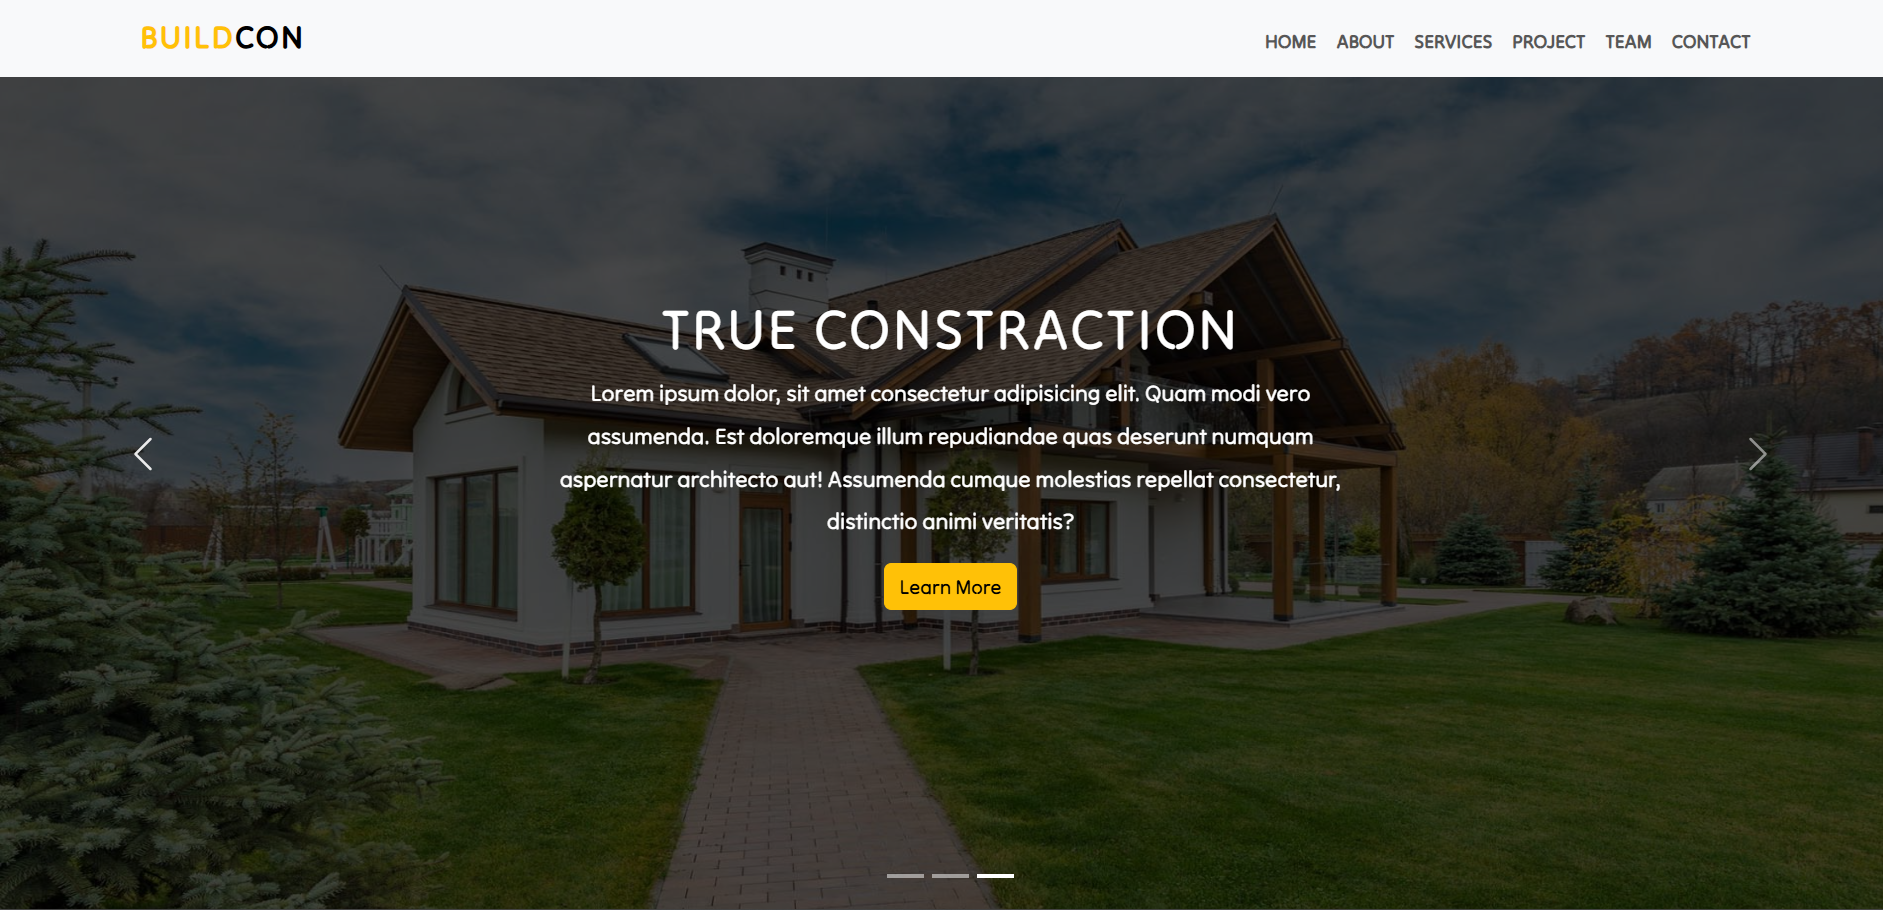 BUILDCON
HOME ABOUT SERVICES PROJECT TEAM CONTACT
TRUE CONSTRACTION
Lorem ipsum dolor, sit amet consectetur adipisicing elit. Quam modi vero
assumenda. Est doloremque illum repudiandae quas deserunt numquam
aspernatur architecto aut! Assumenda cumque molestias repellat consectetur,
distinctio animi veritatis?
Learn More